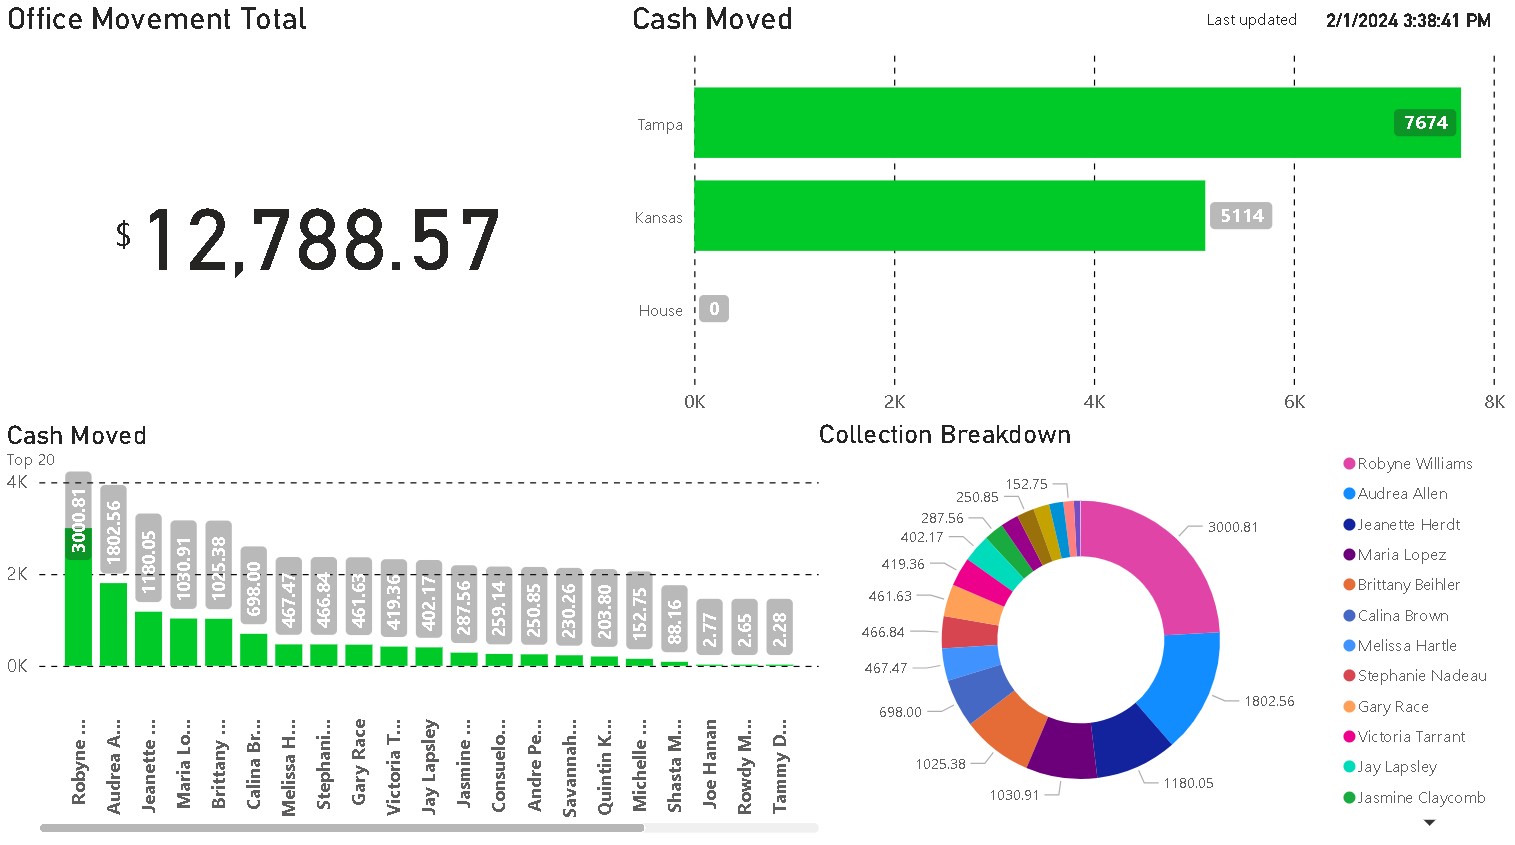 Office Movement Total
$ 12,788.57
Cash Moved
Last updated 2/1/2024 3:38:41 PM
Tampa 7674
Kansas 5114
House 0
0K 2K 4K 6K 8K
Cash Moved
Top 20
4K
2K
0K
3000.81
1802.56
1180.05
1030.91
1025.38
698.00
467.47
466.84
461.63
419.36
402.17
287.56
259.14
250.85
230.26
203.80
152.75
88.16
2.77
2.65
2.28
Robyne ...
Audrea A...
Jeanette ...
Maria Lo...
Brittany ...
Calina Br...
Melissa H...
Stephani...
Gary Race
Victoria T...
Jay Lapsley
Jasmine ...
Consuelo...
Andre Pe...
Savannah...
Quintin K...
Michelle ...
Shasta M...
Joe Hanan
Rowdy M...
Tammy D...
Collection Breakdown
3000.81
1802.56
1180.05
1030.91
1025.38
698.00
467.47
466.84
461.63
419.36
402.17
287.56
250.85
152.75
Robyne Williams
Audrea Allen
Jeanette Herdt
Maria Lopez
Brittany Beihler
Calina Brown
Melissa Hartle
Stephanie Nadeau
Gary Race
Victoria Tarrant
Jay Lapsley
Jasmine Claycomb